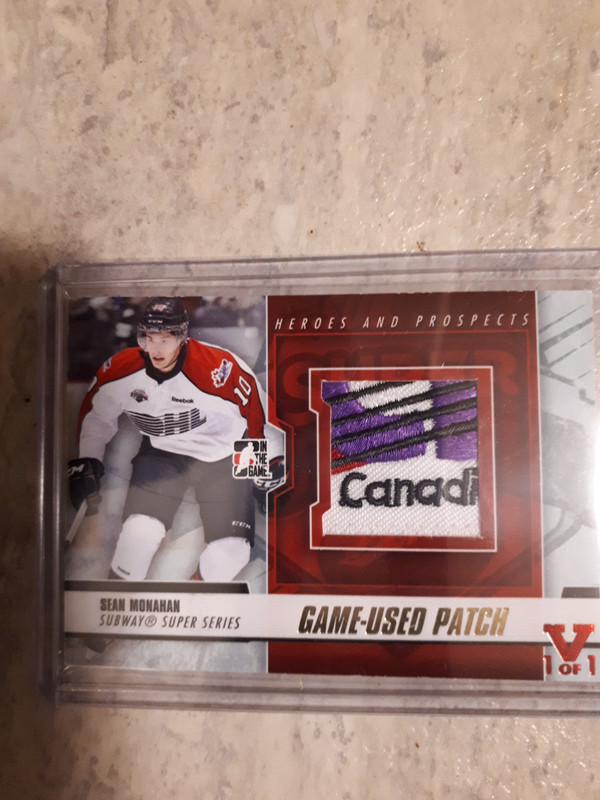 HEROES AND PROSPECTS
10
Reebok
OHL
IN
THE
GAME
Canadi
CCM
SEAN MONAHAN
SUBWAY® SUPER SERIES
GAME-USED PATCH
V
1 OF 1